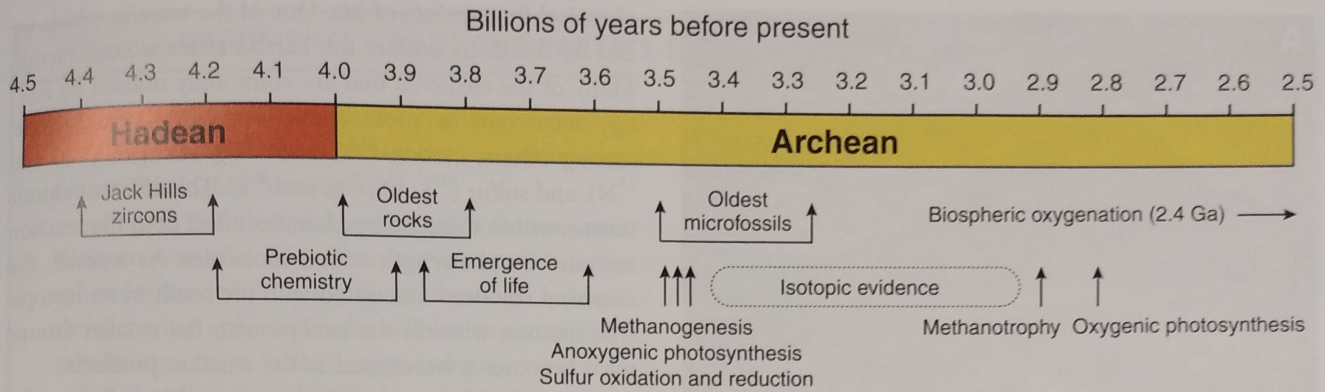 Billions of years before present
4.5 4.4 4.3 4.2 4.1 4.0 3.9 3.8 3.7 3.6 3.5 3.4 3.3 3.2 3.1 3.0 2.9 2.8 2.7 2.6 2.5
Hadean
Archean
Jack Hills
zircons
Oldest
rocks
Oldest
microfossils
Biospheric oxygenation (2.4 Ga)
Prebiotic
chemistry
Emergence
of life
Isotopic evidence
Methanogenesis
Anoxygenic photosynthesis
Sulfur oxidation and reduction
Methanotrophy
Oxygenic photosynthesis